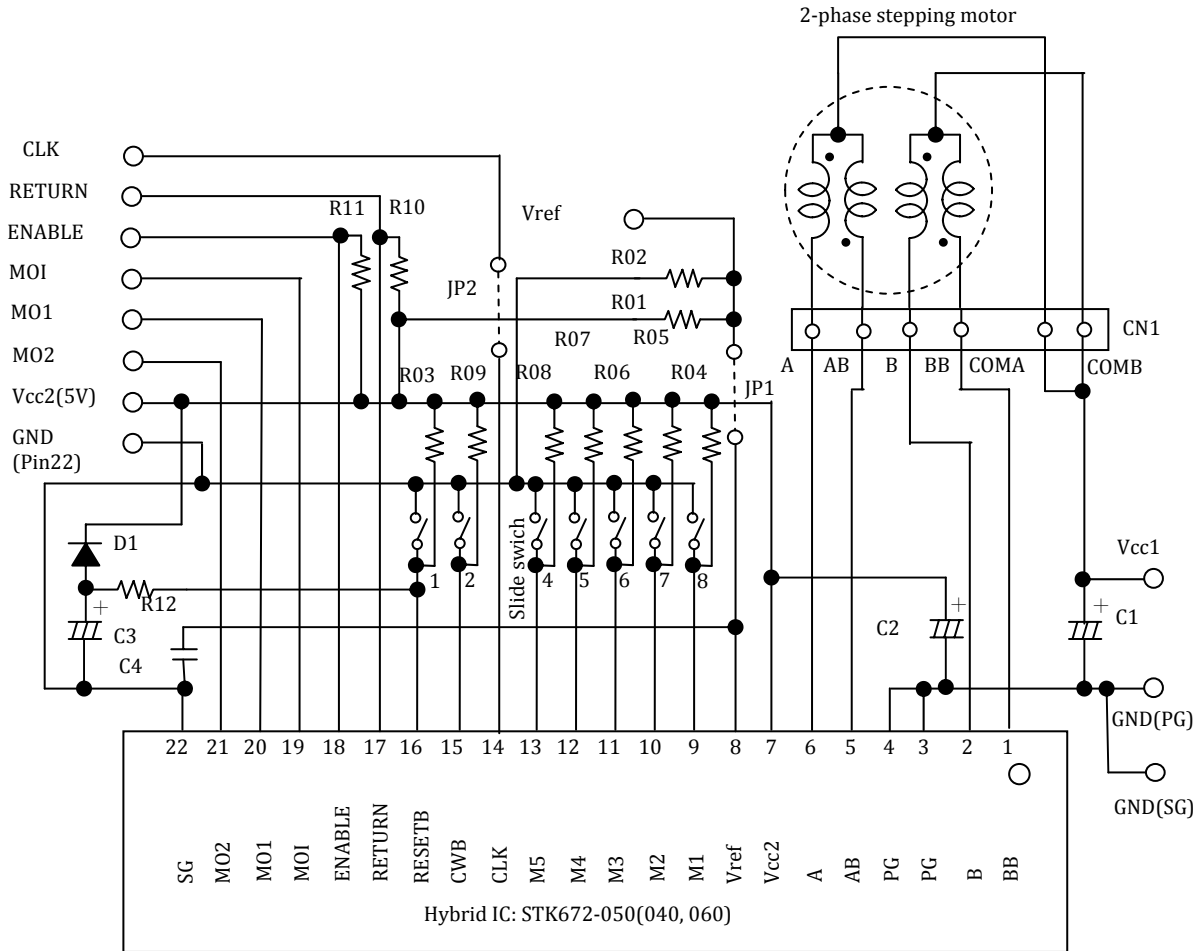 2-phase stepping motor
CLK
RETURN
R11
R10
Vref
ENABLE
R02
MOI
JP2
R01
MO1
R07
R05
CN1
MO2
A
AB
B
BB
COMA
COMB
R03
R09
R08
R06
R04
JP1
Vcc2(5V)
GND
(Pin22)
D1
Slide swich
Vcc1
1
2
4
5
6
7
8
R12
+
C3
C4
C2
+
+
C1
GND(PG)
22
21
20
19
18
17
16
15
14
13
12
11
10
9
8
7
6
5
4
3
2
1
GND(SG)
SG
MO2
MO1
MOI
ENABLE
RETURN
RESETB
CWB
CLK
M5
M4
M3
M2
M1
Vref
Vcc2
A
AB
PG
PG
B
BB
Hybrid IC: STK672-050(040, 060)